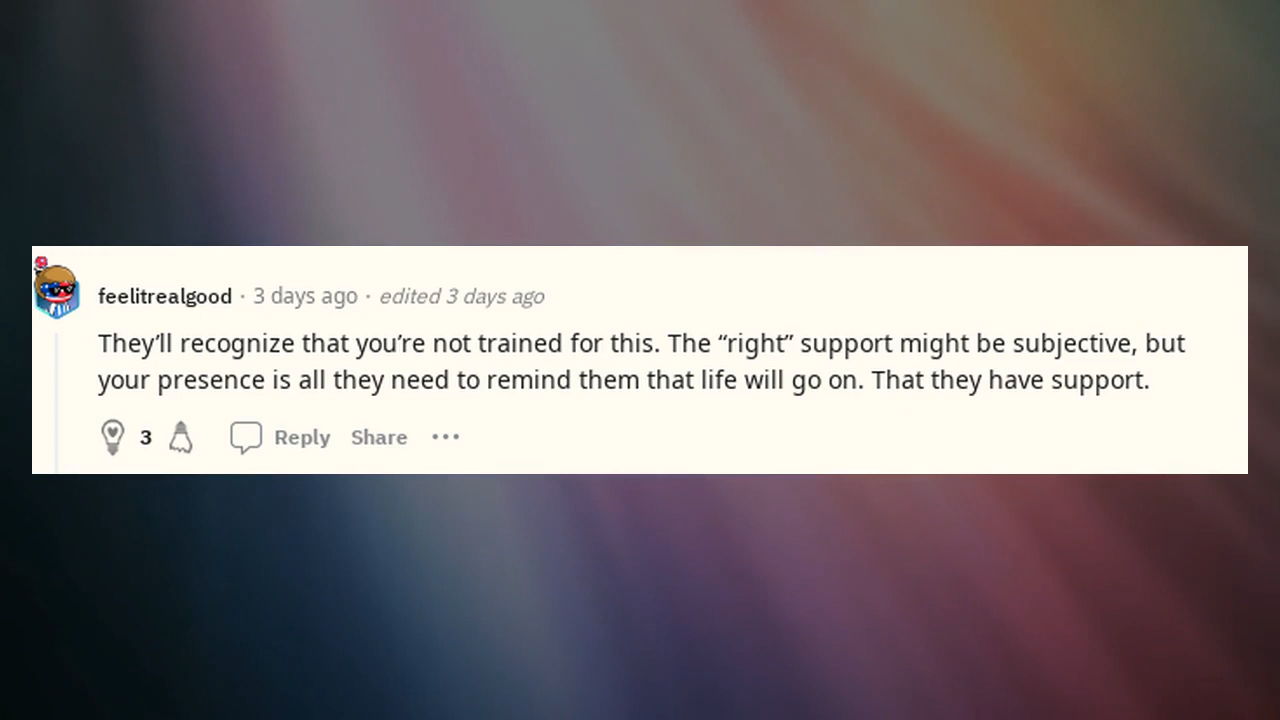 feelitrealgood · 3 days ago · edited 3 days ago
They’ll recognize that you’re not trained for this. The “right” support might be subjective, but
your presence is all they need to remind them that life will go on. That they have support.
3 Reply Share •••